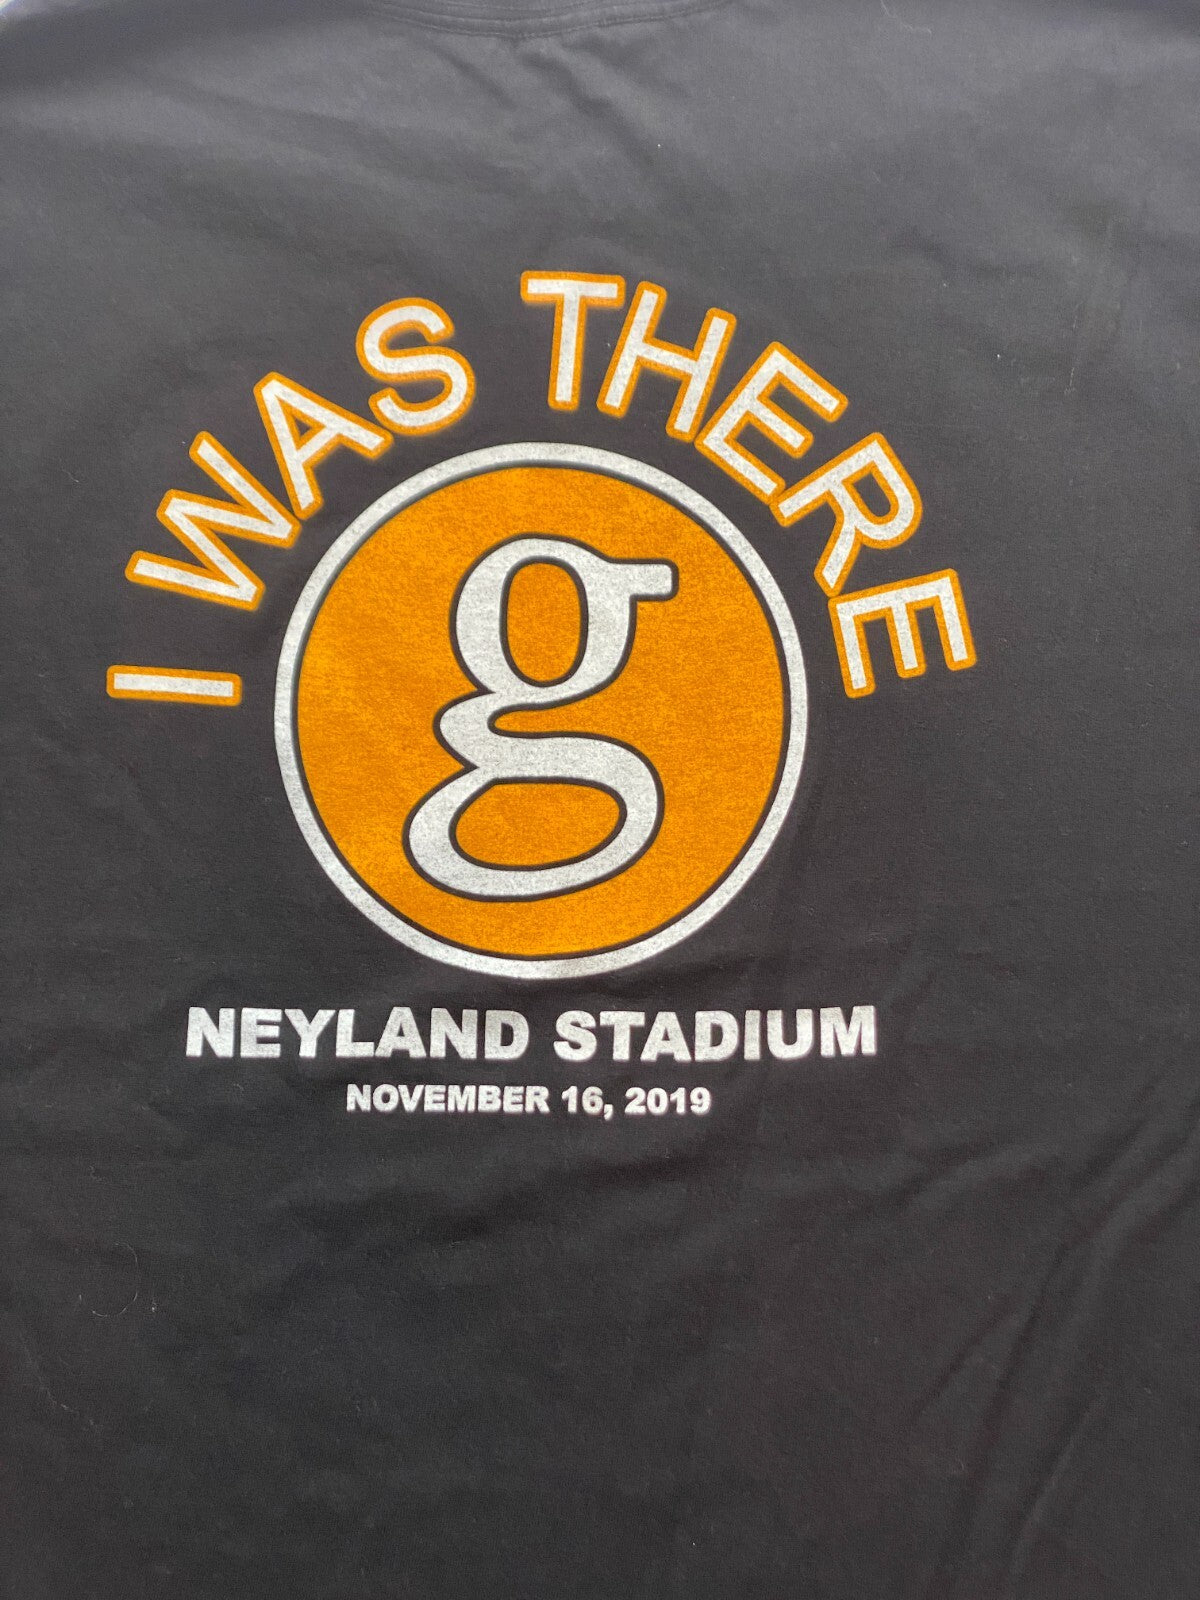 I WAS THERE
g
NEYLAND STADIUM
NOVEMBER 16, 2019